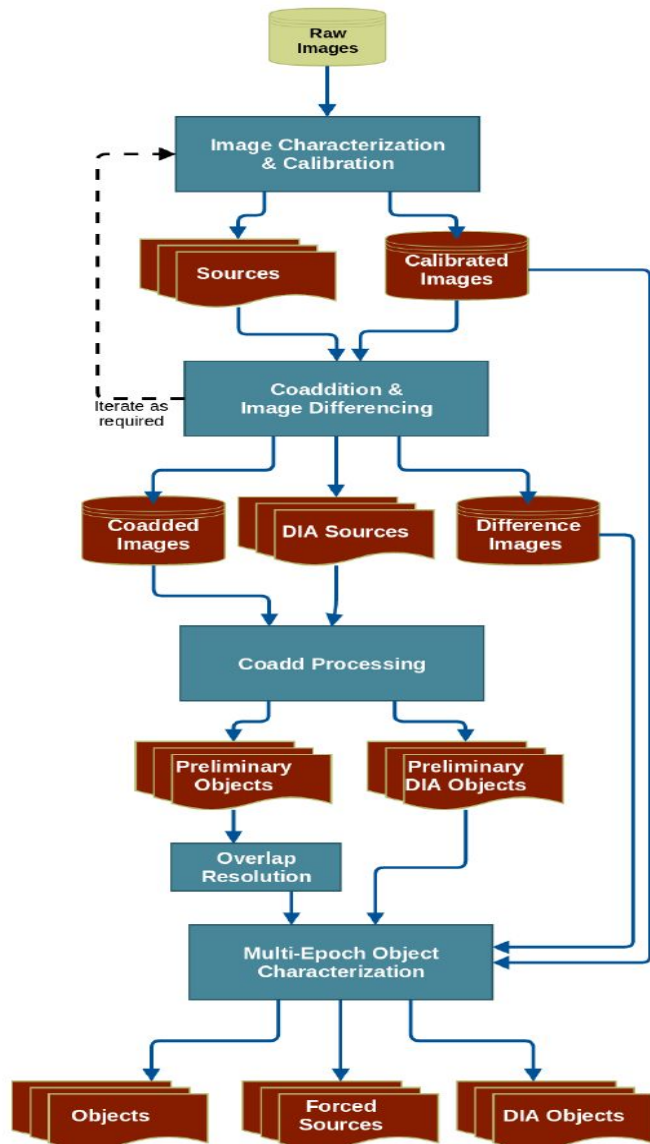 Raw
Images
Image Characterization
& Calibration
Sources
Calibrated
Images
Coaddition &
Image Differencing
Iterate as
required
Coadded
Images
DIA Sources
Difference
Images
Coadd Processing
Preliminary
Objects
Preliminary
DIA Objects
Overlap
Resolution
Multi-Epoch Object
Characterization
Objects
Forced
Sources
DIA Objects